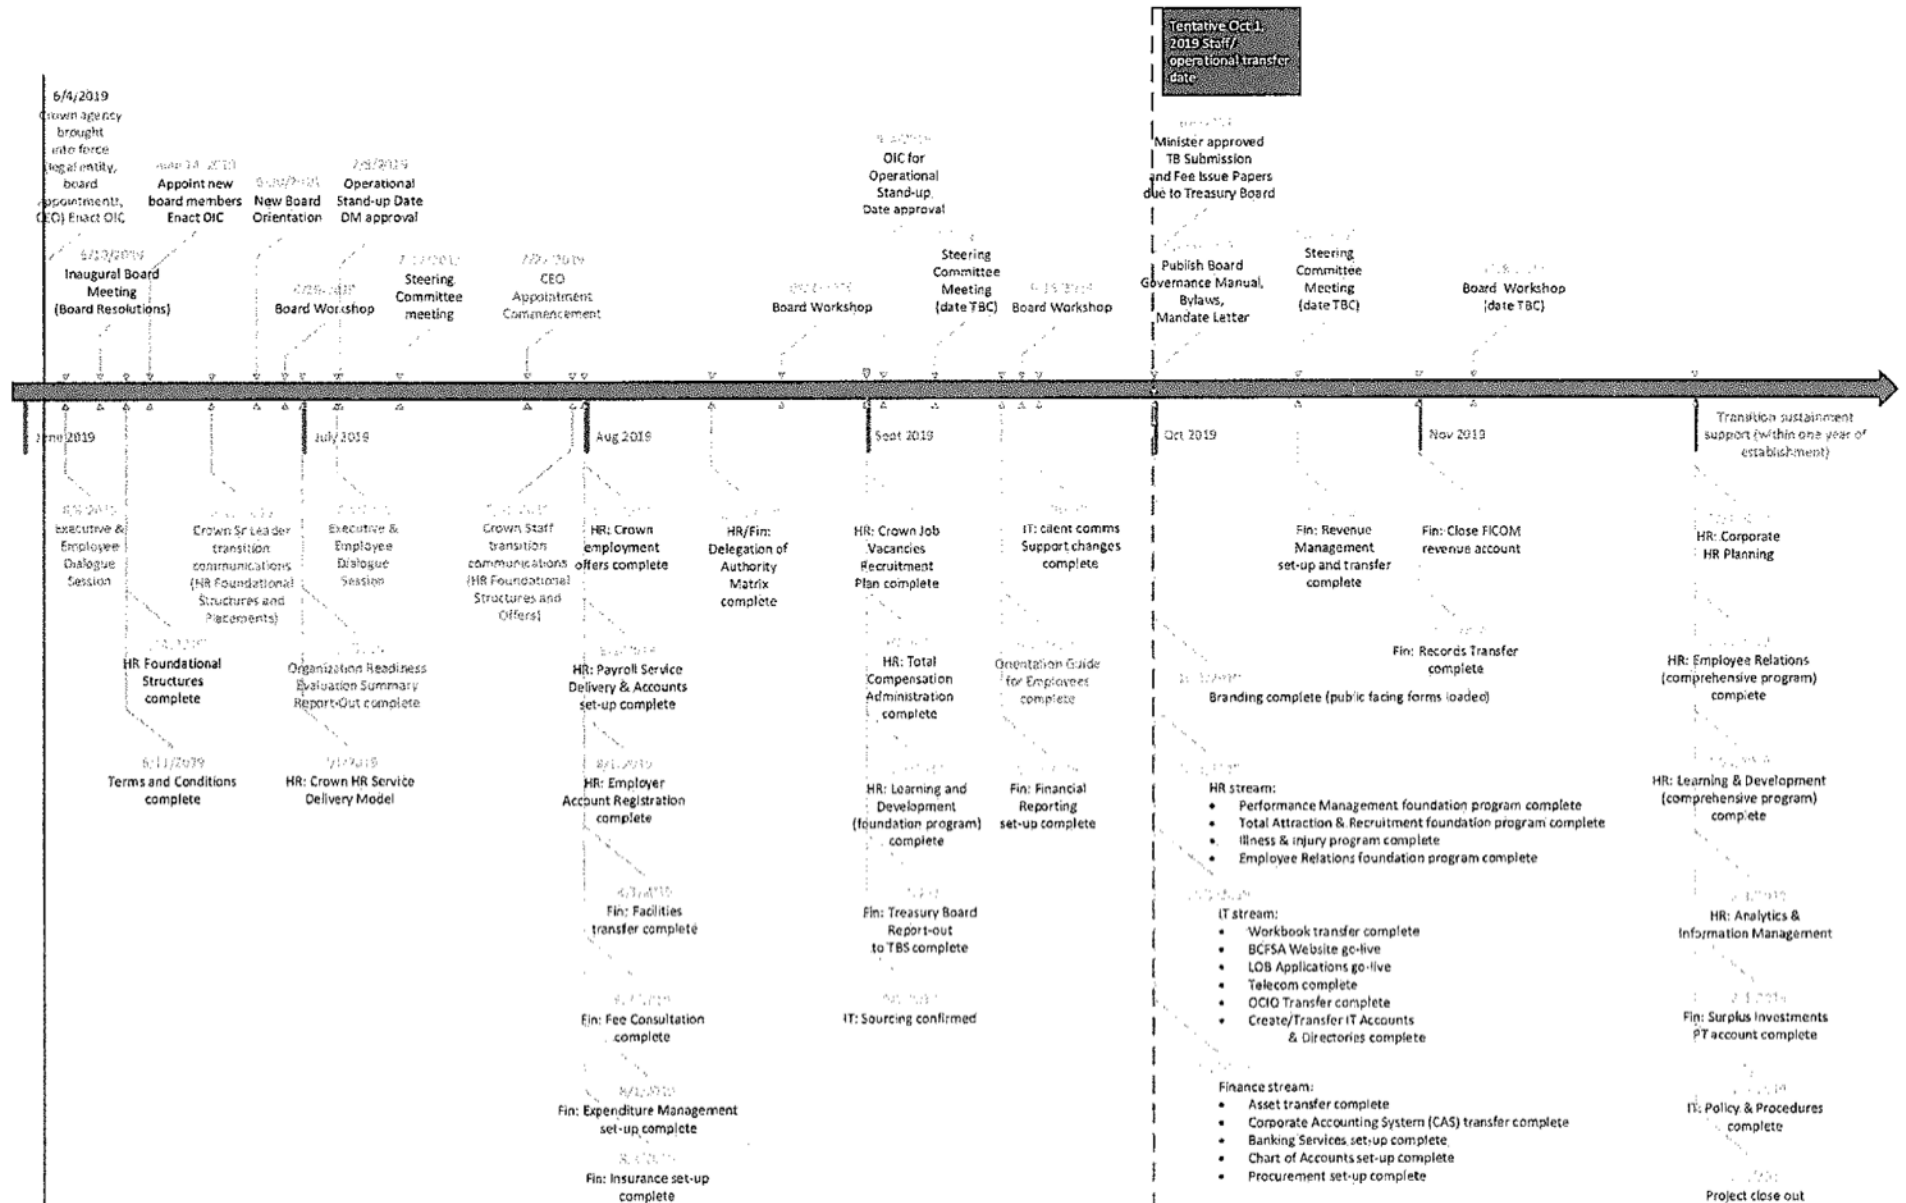 Tentative Oct 1,
2019 Staff/
operational transfer
date
6/4/2019
Crown agency
brought
into force
(legal entity,
board
appointments,
CEO) Enact OIC
Appoint new
board members
Enact OIC
New Board
Orientation
7/8/2019
Operational
Stand-up Date
DM approval
6/10/2019
Inaugural Board
Meeting
(Board Resolutions)
Board Workshop
Steering
Committee
meeting
CEO
Appointment
Commencement
Board Workshop
OIC for
Operational
Stand-up
Date approval
Steering
Committee
Meeting
(date TBC)
Board Workshop
Minister approved
TB Submission
and Fee Issue Papers
due to Treasury Board
Publish Board
Governance Manual,
Bylaws,
Mandate Letter
Steering
Committee
Meeting
(date TBC)
Board Workshop
(date TBC)
June 2019
July 2019
Aug 2019
Sept 2019
Oct 2019
Nov 2019
Transition sustainment
support (within one year of
establishment)
Executive &
Employee
Dialogue
Session
Crown Sr Leader
transition
communications
(HR Foundational
Structures and
Placements)
Executive &
Employee
Dialogue
Session
Crown Staff
transition
communications
(HR Foundational
Structures and
Offers)
HR: Crown
employment
offers complete
HR/Fin:
Delegation of
Authority
Matrix
complete
HR: Crown Job
Vacancies
Recruitment
Plan complete
IT: client comms
Support changes
complete
Fin: Revenue
Management
set-up and transfer
complete
Fin: Close FICOM
revenue account
HR: Corporate
HR Planning
HR Foundational
Structures
complete
Organization Readiness
Evaluation Summary
Report-Out complete
HR: Payroll Service
Delivery & Accounts
set-up complete
HR: Total
Compensation
Administration
complete
Orientation Guide
for Employees
complete
Branding complete (public facing forms loaded)
Fin: Records Transfer
complete
HR: Employee Relations
(comprehensive program)
complete
6/11/2019
Terms and Conditions
complete
7/1/2019
HR: Crown HR Service
Delivery Model
8/1/2019
HR: Employer
Account Registration
complete
HR: Learning and
Development
(foundation program)
complete
Fin: Financial
Reporting
set-up complete
HR stream:
• Performance Management foundation program complete
• Total Attraction & Recruitment foundation program complete
• Illness & Injury program complete
• Employee Relations foundation program complete
HR: Learning & Development
(comprehensive program)
complete
Fin: Facilities
transfer complete
Fin: Treasury Board
Report-out
to TBS complete
IT stream:
• Workbook transfer complete
• BCFSA Website go-live
• LOB Applications go-live
• Telecom complete
• OCIO Transfer complete
• Create/Transfer IT Accounts
& Directories complete
HR: Analytics &
Information Management
Fin: Fee Consultation
complete
IT: Sourcing confirmed
Fin: Surplus Investments
PT account complete
8/1/2019
Fin: Expenditure Management
set-up complete
Finance stream:
• Asset transfer complete
• Corporate Accounting System (CAS) transfer complete
• Banking Services set-up complete
• Chart of Accounts set-up complete
• Procurement set-up complete
IT: Policy & Procedures
complete
Fin: Insurance set-up
complete
Project close out